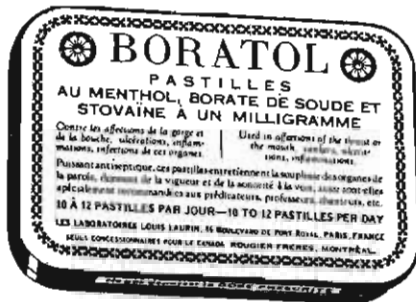 BORATOL
PASTILLES
AU MENTHOL, BORATE DE SOUDE ET
STOVAÏNE À UN MILLIGRAMME
Contre les affections de la gorge et
de la bouche, ulcérations, inflam-
mations, infections de ces organes.
Used in affections of the throat or
the mouth,
tions, inflammations.
Puissant antiseptique, ces pastilles entretiennent la souplesse des organes de
la parole, donnent de la vigueur et de la sonorité à la voix, aussi sont-elles
spécialement recommandées aux prédicateurs, professeurs, chanteurs, etc.
10 À 12 PASTILLES PAR JOUR—10 TO 12 PASTILLES PER DAY
LES LABORATOIRES LOUIS LAURIN, 16 BOULEVARD DE PORT ROYAL, PARIS, FRANCE
SEULS CONCESSIONNAIRES POUR LE CANADA ROUGIER FRÈRES, MONTRÉAL